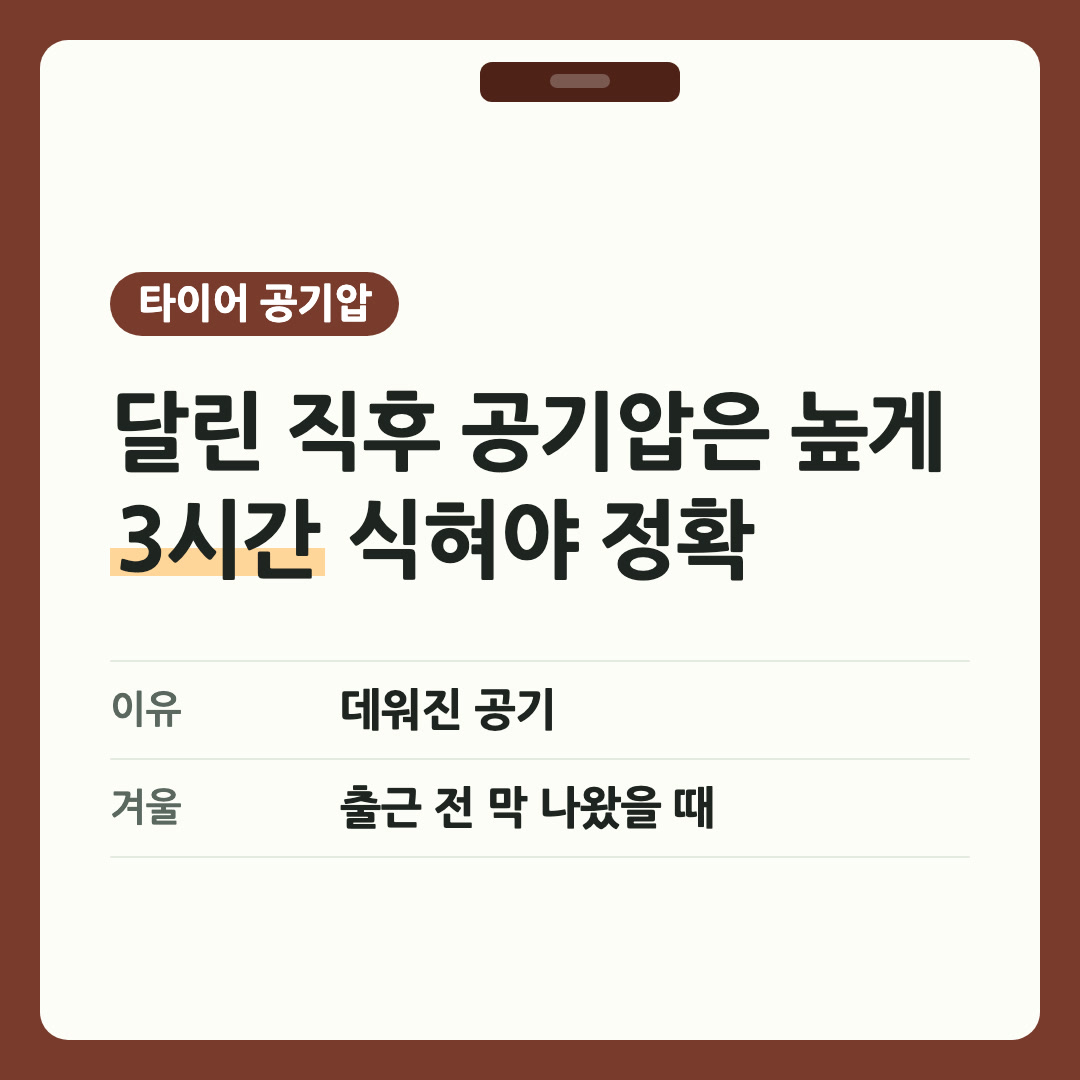 타이어 공기압
달린 직후 공기압은 높게
3시간 식혀야 정확
이유 데워진 공기
겨울 출근 전 막 나왔을 때